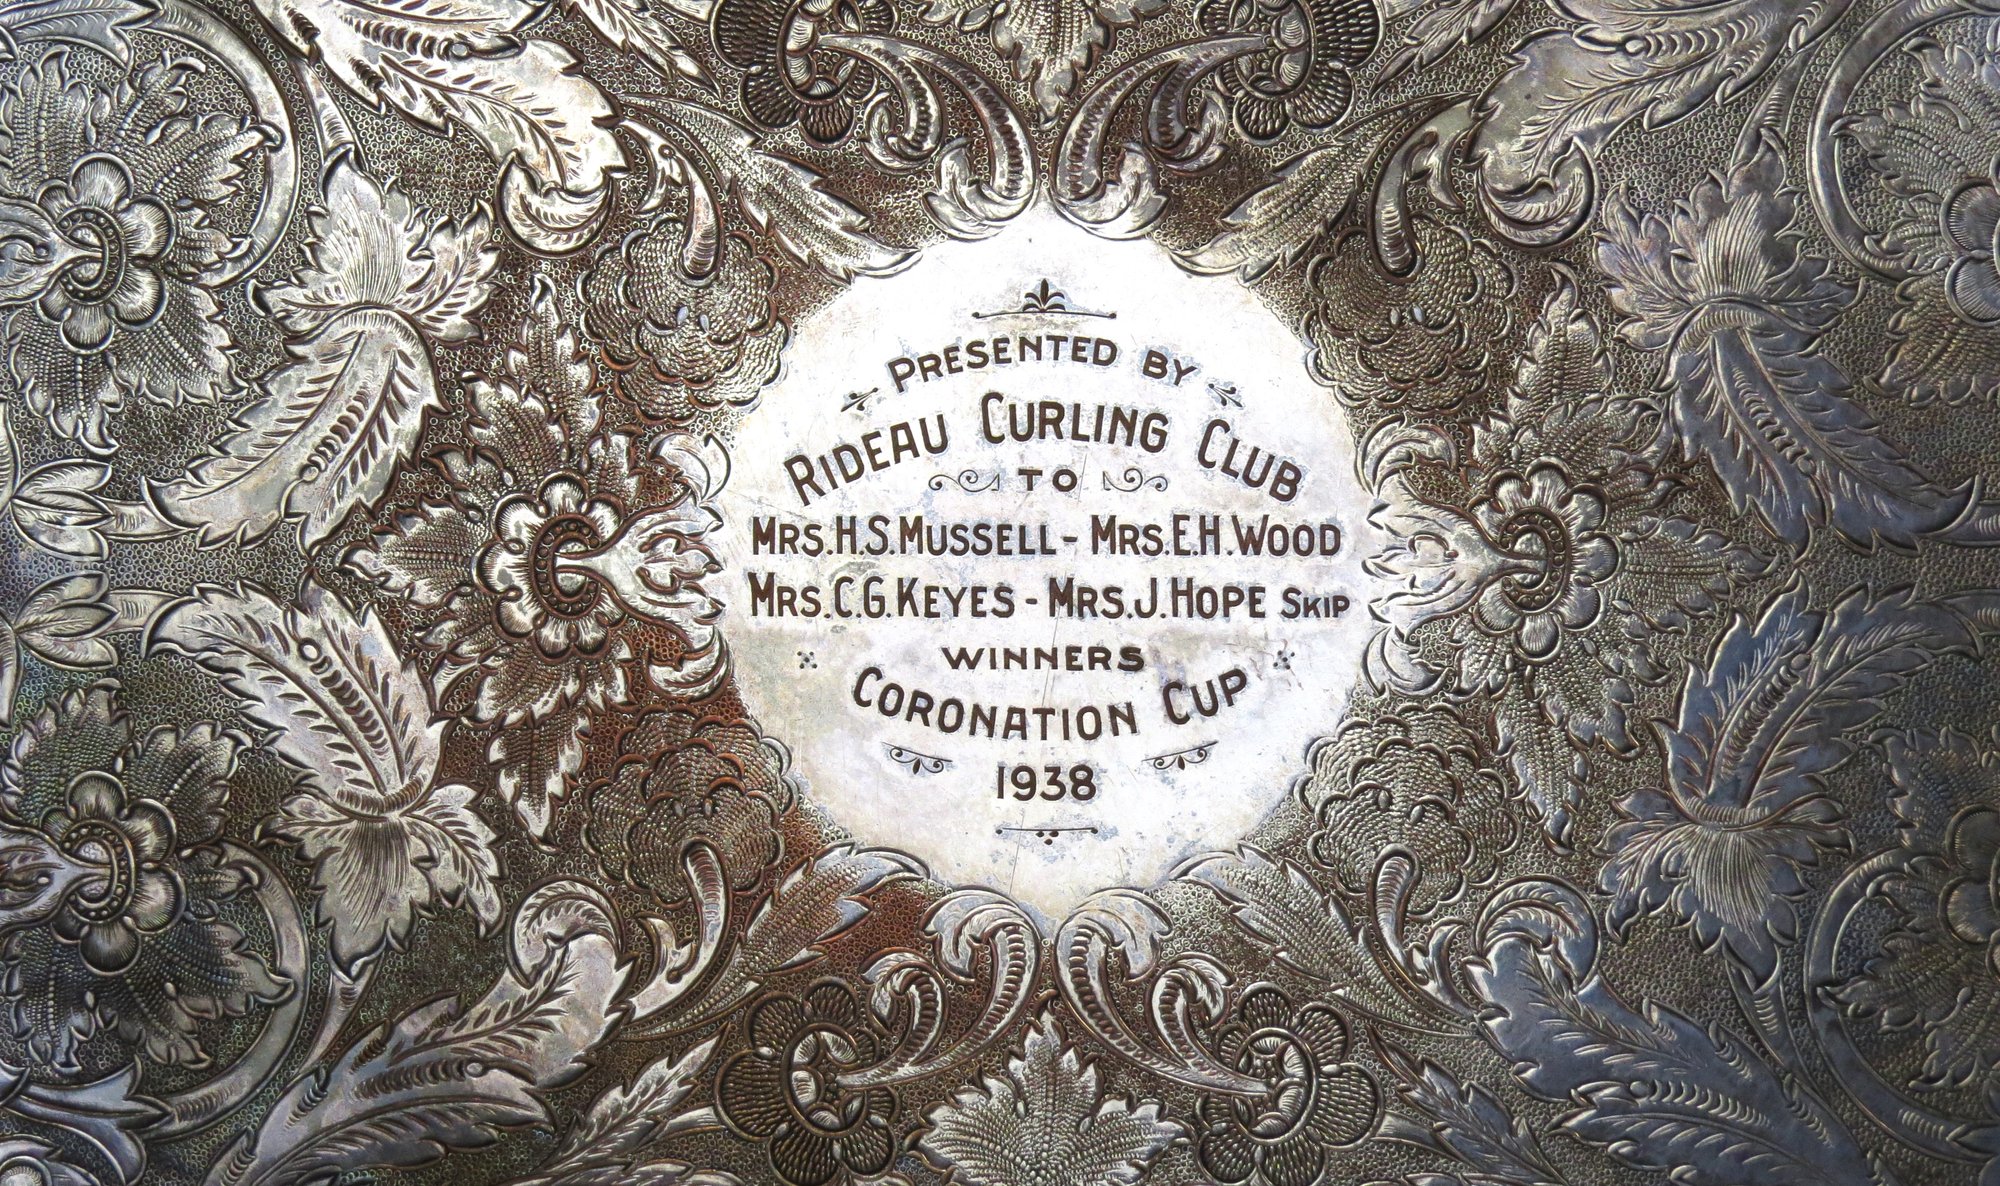 PRESENTED BY
RIDEAU CURLING CLUB
TO
MRS. H. S. MUSSELL - MRS. E. H. WOOD
MRS. C. G. KEYES - MRS. J. HOPE SKIP
WINNERS
CORONATION CUP
1938